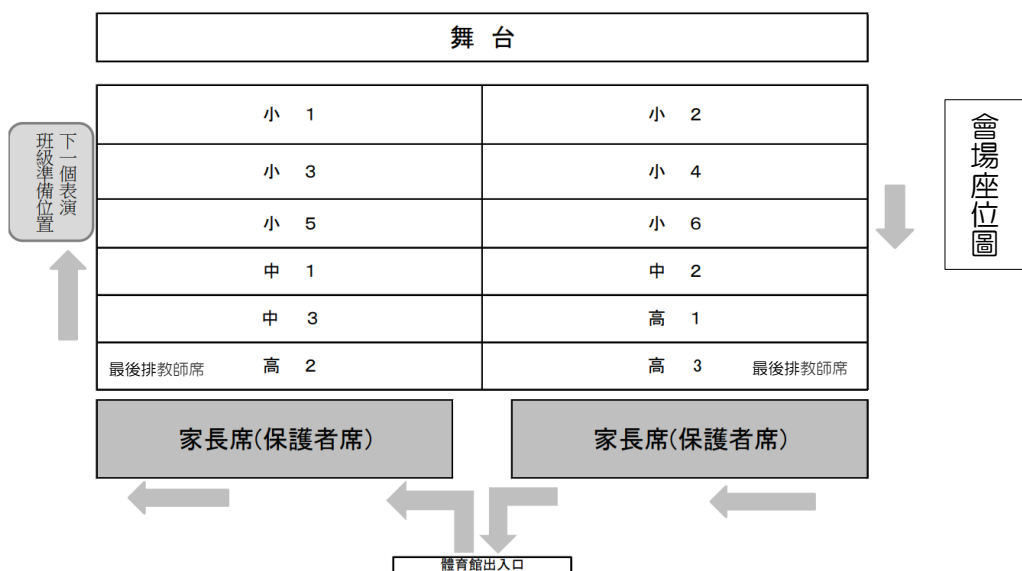 舞 台
小 1
小 2
下一個表演
班級準備位置
會場座位圖
小 3
小 4
小 5
小 6
中 1
中 2
中 3
高 1
最後排教師席
高 2
高 3
最後排教師席
家長席(保護者席)
家長席(保護者席)
體育館出入口